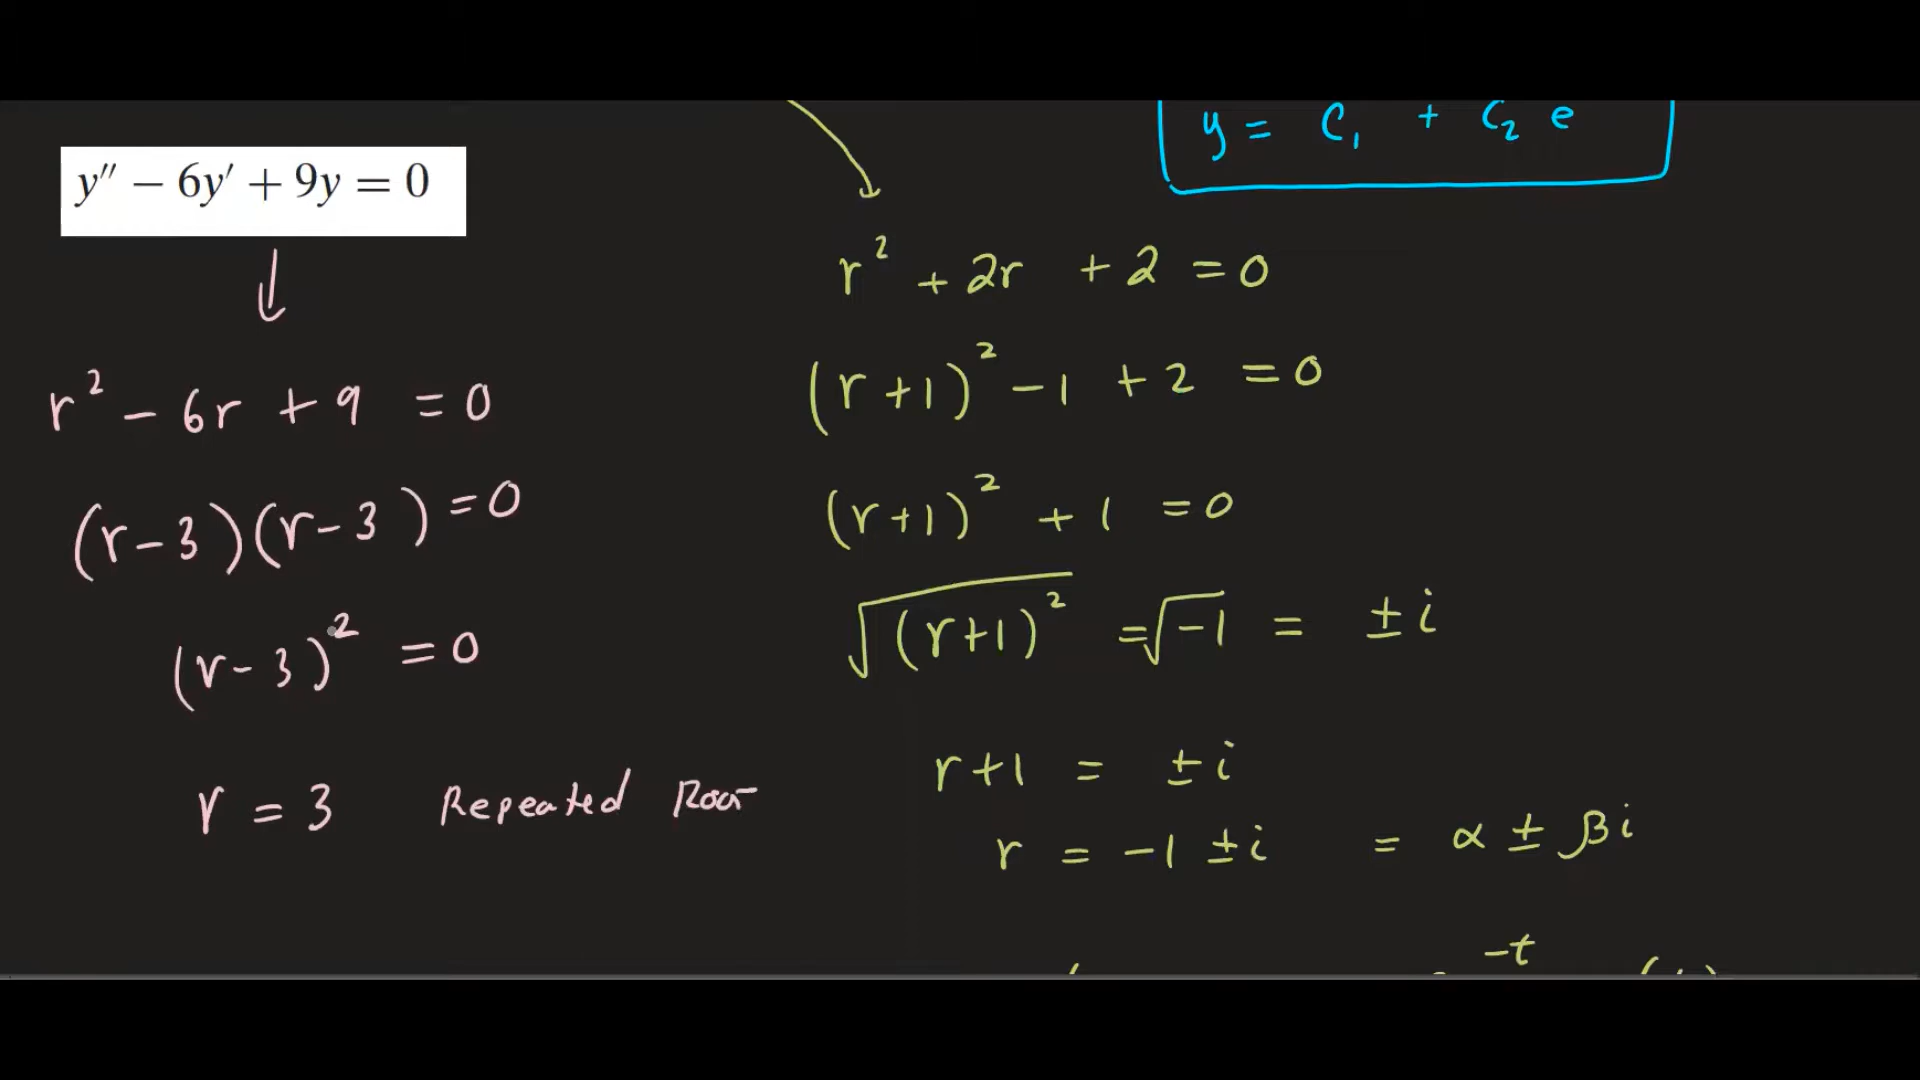 y″ − 6y′ + 9y = 0
r² − 6r + 9 = 0
(r−3)(r−3) = 0
(r−3)² = 0
r = 3 Repeated Root
y = C₁ + C₂ e
r² + 2r + 2 = 0
(r+1)² − 1 + 2 = 0
(r+1)² + 1 = 0
√(r+1)² = √−1 = ± i
r+1 = ± i
r = −1 ± i = α ± βi
−t